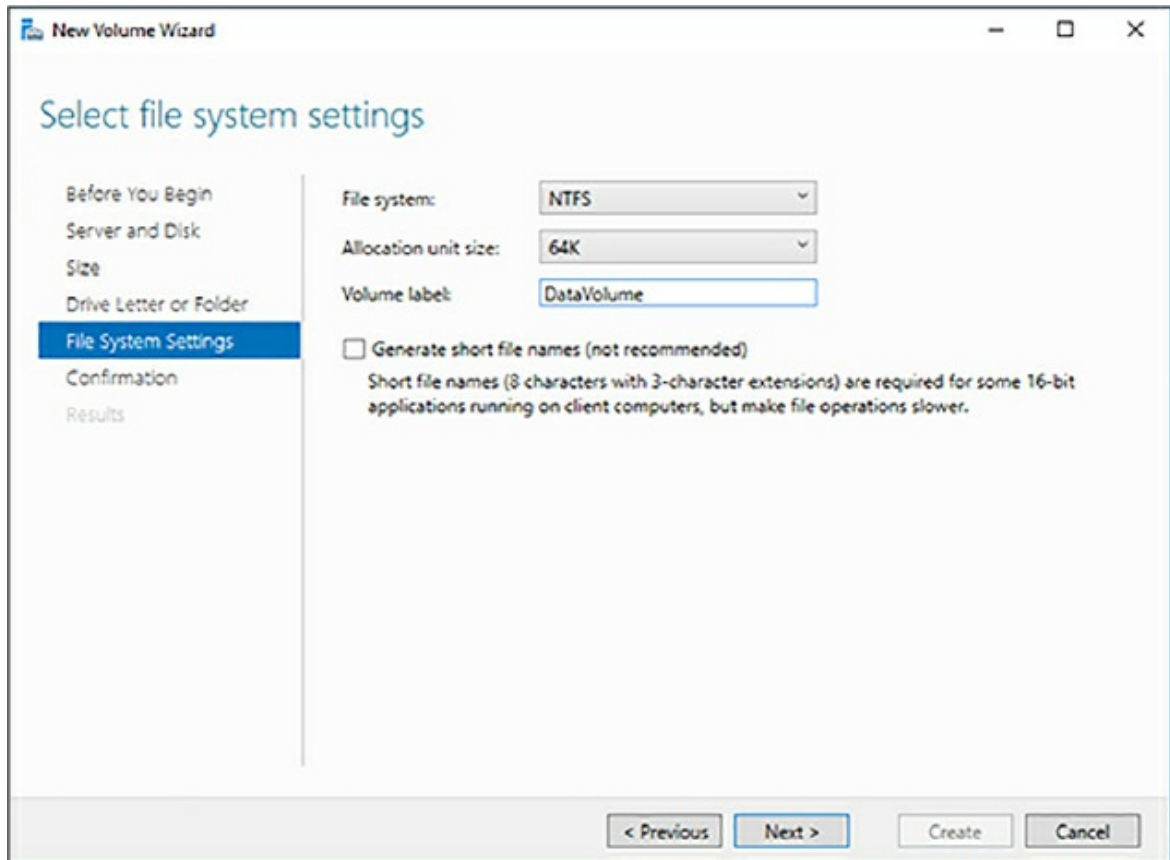 New Volume Wizard
Select file system settings
Before You Begin
Server and Disk
Size
Drive Letter or Folder
File System Settings
Confirmation
Results
File system:
NTFS
Allocation unit size:
64K
Volume label:
DataVolume
Generate short file names (not recommended)
Short file names (8 characters with 3-character extensions) are required for some 16-bit
applications running on client computers, but make file operations slower.
< Previous
Next >
Create
Cancel